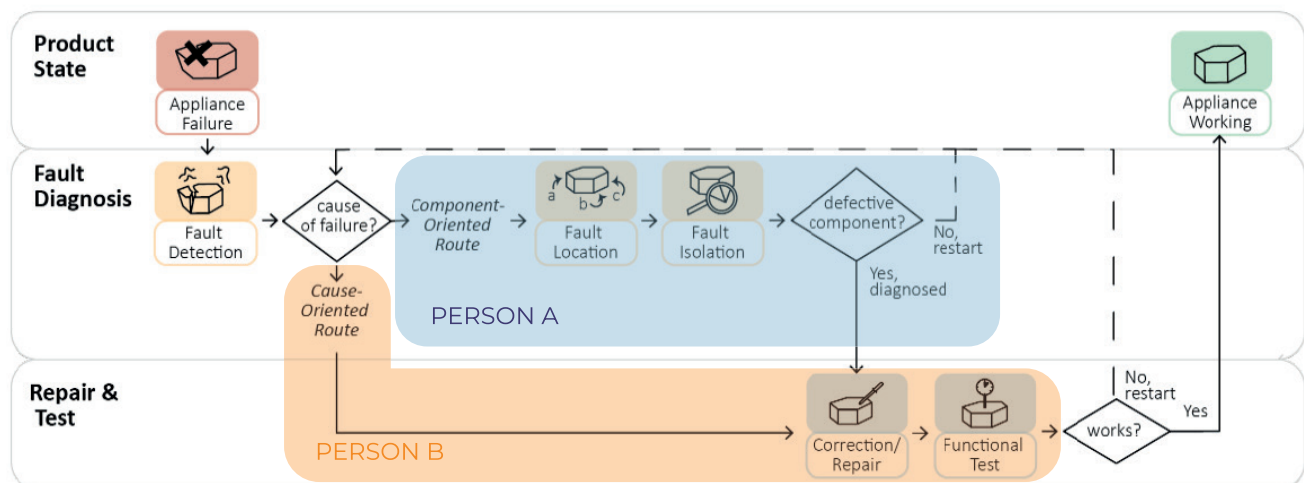 Product
State
Appliance
Failure
Appliance
Working
Fault
Diagnosis
Fault
Detection
cause
of failure?
Component-
Oriented
Route
a
b
c
Fault
Location
Fault
Isolation
defective
component?
No,
restart
Yes,
diagnosed
Cause-
Oriented
Route
PERSON A
Repair &
Test
PERSON B
Correction/
Repair
Functional
Test
works?
No,
restart
Yes